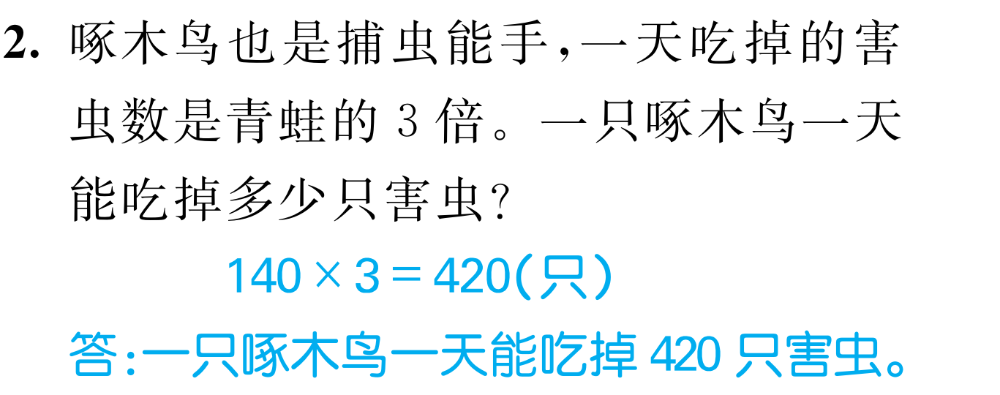 2. 啄木鸟也是捕虫能手,一天吃掉的害
虫数是青蛙的 3 倍。一只啄木鸟一天
能吃掉多少只害虫?
140 × 3 = 420(只)
答:一只啄木鸟一天能吃掉 420 只害虫。